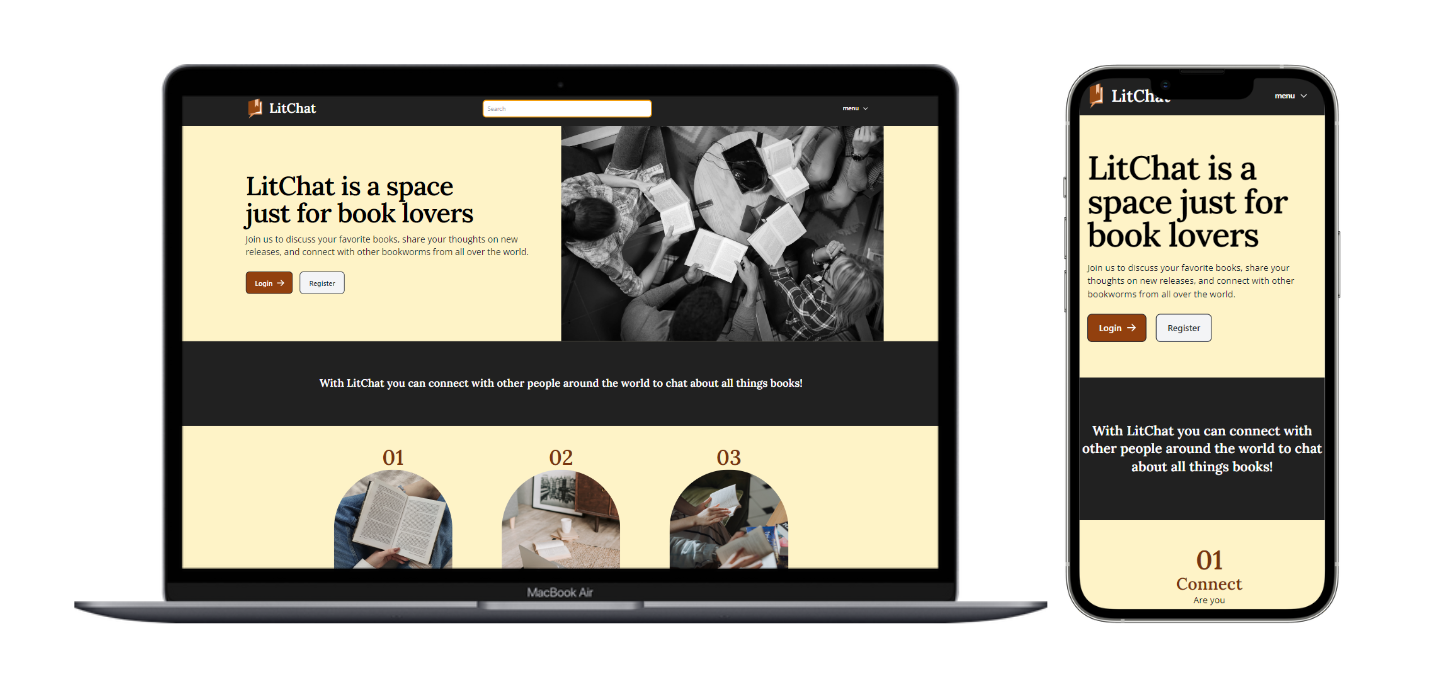 LitChat
Search
menu
LitChat is a space
just for book lovers
Join us to discuss your favorite books, share your thoughts on new
releases, and connect with other bookworms from all over the world.
Login
Register
With LitChat you can connect with other people around the world to chat about all things books!
01
02
03
MacBook Air
LitChat
menu
LitChat is a
space just for
book lovers
Join us to discuss your favorite books, share your
thoughts on new releases, and connect with other
bookworms from all over the world.
Login
Register
With LitChat you can connect with
other people around the world to chat
about all things books!
01
Connect
Are you